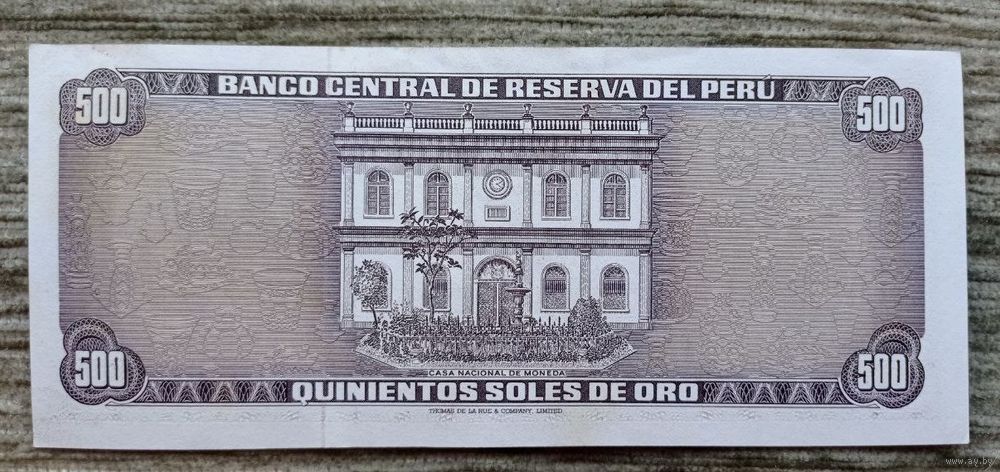 BANCO CENTRAL DE RESERVA DEL PERÚ
500 500
CASA NACIONAL DE MONEDA
500 500
QUINIENTOS SOLES DE ORO
THOMAS DE LA RUE & COMPANY, LIMITED
www.ay.by